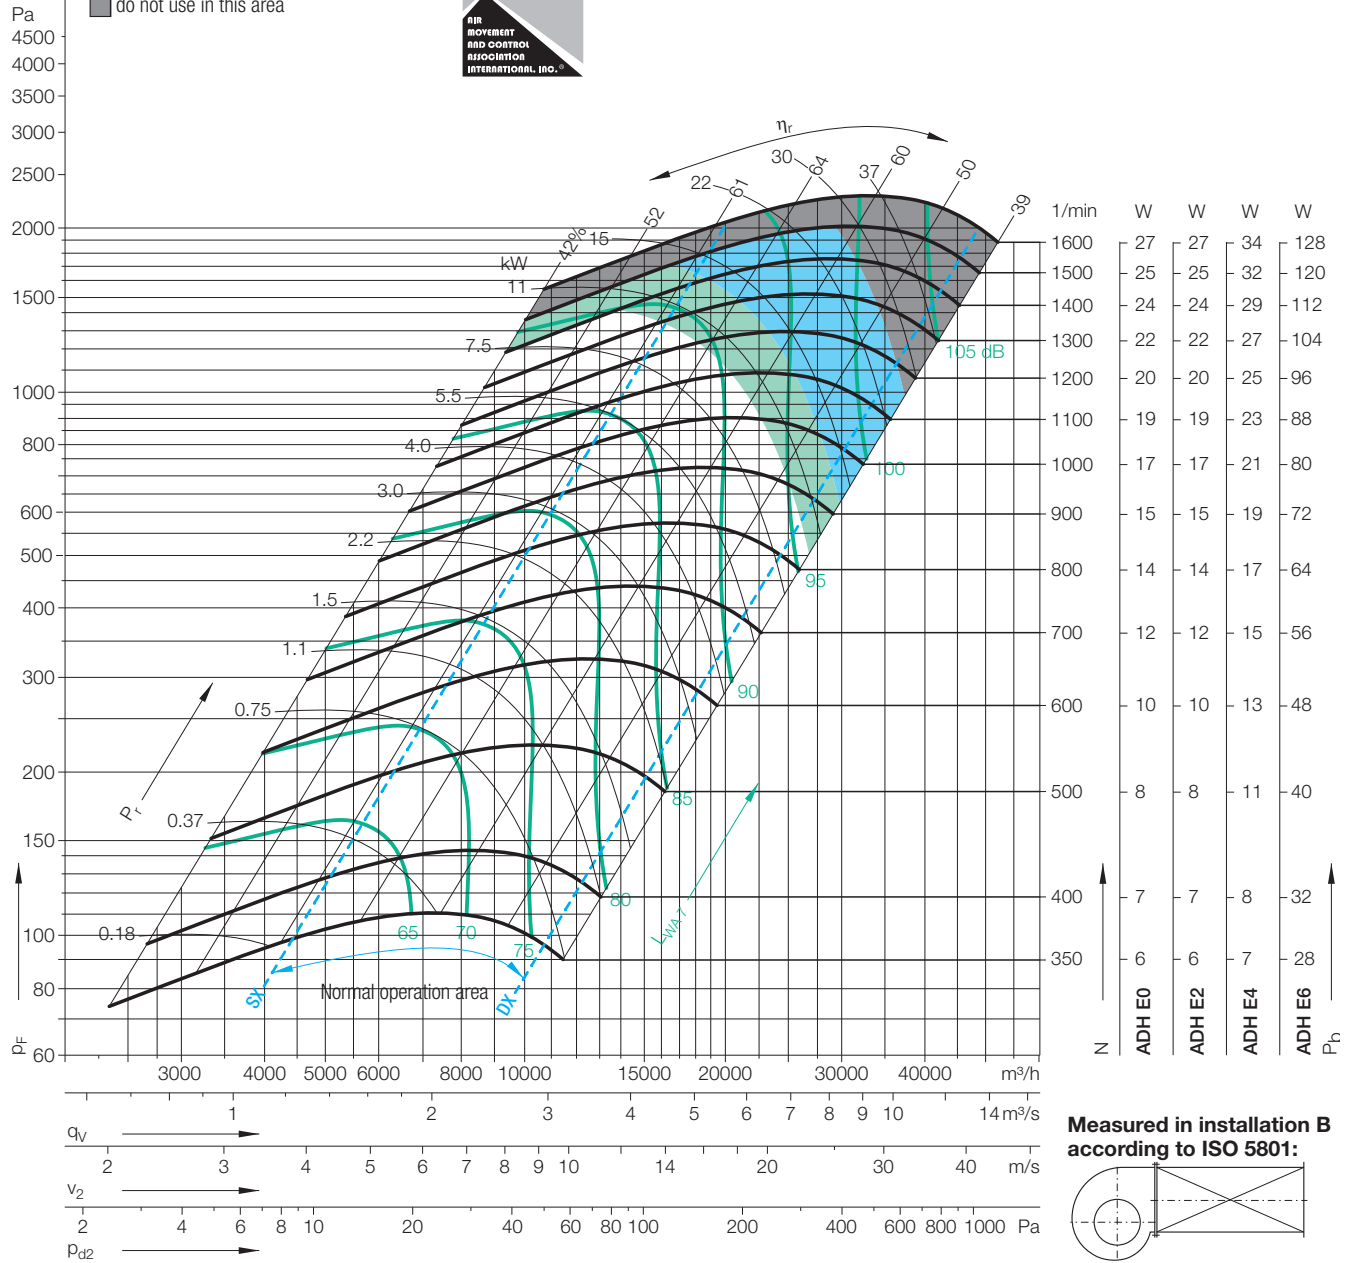 Pa
do not use in this area
AIR
MOVEMENT
AND CONTROL
ASSOCIATION
INTERNATIONAL, INC.®
4500
4000
3500
3000
2500
2000
1500
1000
800
600
500
400
300
200
150
100
80
60
pF
ηr
42%
52
61
64
60
50
39
kW
0.18
0.37
0.75
1.1
1.5
2.2
3.0
4.0
5.5
7.5
11
15
22
30
37
Pr
65
70
75
80
85
90
95
100
105 dB
LWA 7
SX
Normal operation area
DX
1/min W W W W
1600 27 27 34 128
1500 25 25 32 120
1400 24 24 29 112
1300 22 22 27 104
1200 20 20 25 96
1100 19 19 23 88
1000 17 17 21 80
900 15 15 19 72
800 14 14 17 64
700 12 12 15 56
600 10 10 13 48
500 8 8 11 40
400 7 7 8 32
350 6 6 7 28
N ADH E0 ADH E2 ADH E4 ADH E6 Pb
3000 4000 5000 6000 8000 10000 15000 20000 30000 40000 m³/h
1 2 3 4 5 6 7 8 9 10 14 m³/s
qV
2 3 4 5 6 7 8 9 10 14 20 30 40 m/s
v2
2 4 6 8 10 20 40 60 80 100 200 400 600 800 1000 Pa
pd2
Measured in installation B
according to ISO 5801: